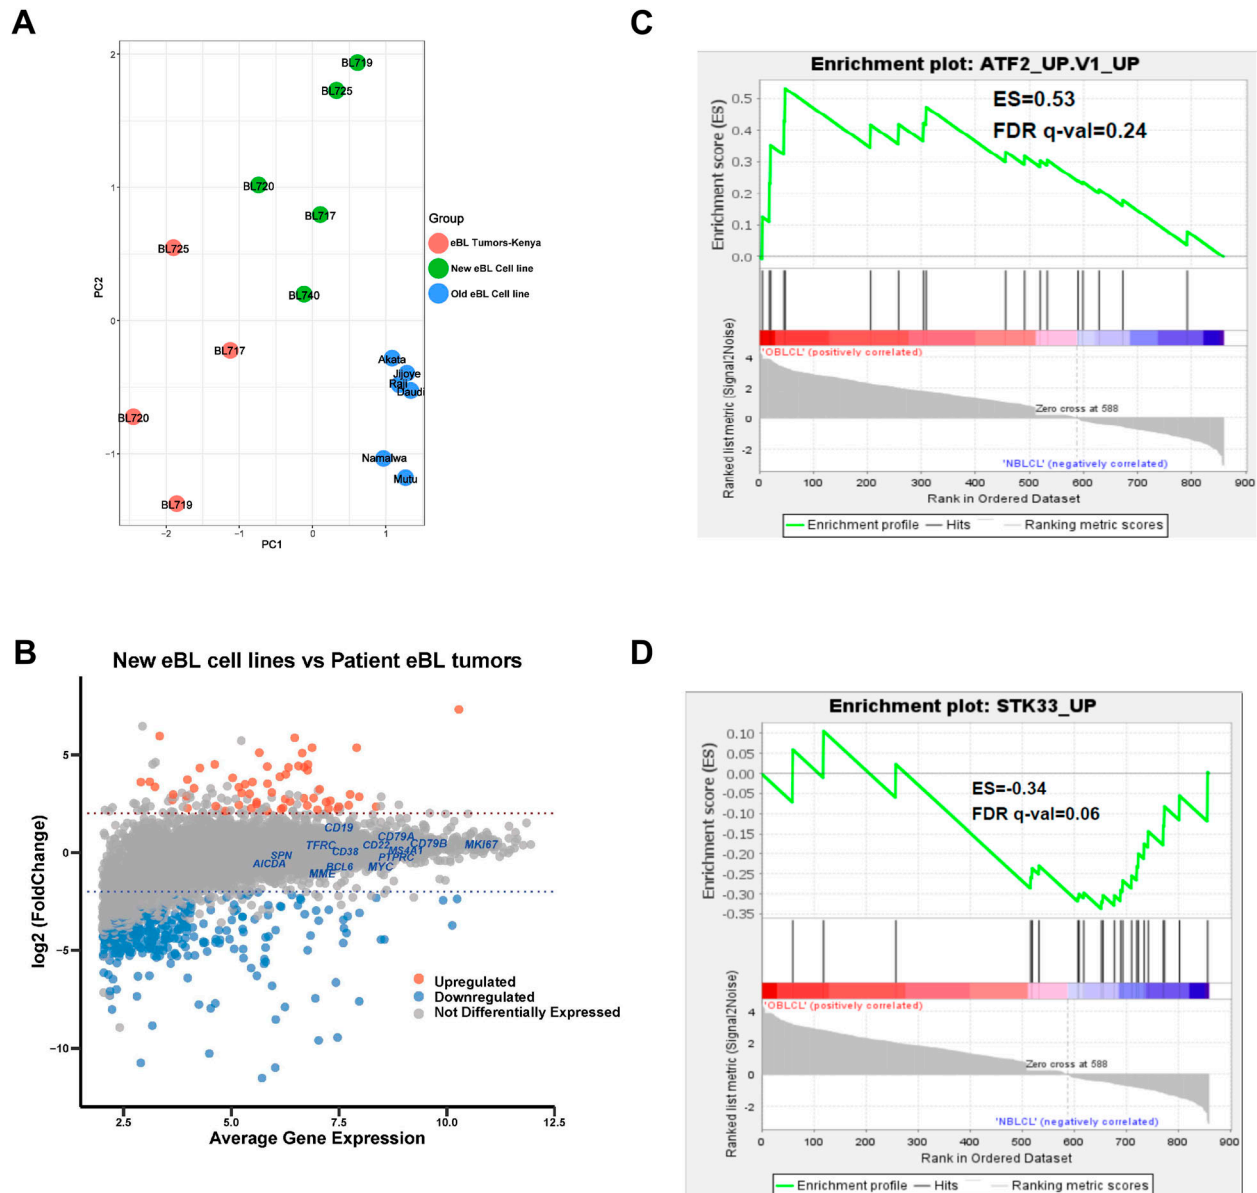 A
2
1
0
−1
PC2
−2
−1
0
1
PC1
BL719
BL725
BL720
BL717
BL725
BL740
BL717
BL720
BL719
Akata
Jijoye
Raji
Daudi
Namalwa
Mutu
Group
eBL Tumors-Kenya
New eBL Cell line
Old eBL Cell line
C
Enrichment plot: ATF2_UP.V1_UP
ES=0.53
FDR q-val=0.24
Enrichment score (ES)
0.5
0.4
0.3
0.2
0.1
0.0
'OBLCL' (positively correlated)
Zero cross at 588
'NBLCL' (negatively correlated)
Ranked list metric (Signal2Noise)
4
2
0
-2
0 100 200 300 400 500 600 700 800 900
Rank in Ordered Dataset
Enrichment profile Hits Ranking metric scores
B
New eBL cell lines vs Patient eBL tumors
log2 (FoldChange)
5
0
−5
−10
CD19
TFRC
CD79A
CD22
CD79B
MKI67
CD38
MS4A1
SPN
PTPRC
AICDA
BCL6
MYC
MME
Upregulated
Downregulated
Not Differentially Expressed
2.5 5.0 7.5 10.0 12.5
Average Gene Expression
D
Enrichment plot: STK33_UP
ES=-0.34
FDR q-val=0.06
Enrichment score (ES)
0.10
0.05
0.00
-0.05
-0.10
-0.15
-0.20
-0.25
-0.30
-0.35
'OBLCL' (positively correlated)
Zero cross at 588
'NBLCL' (negatively correlated)
Ranked list metric (Signal2Noise)
4
2
0
-2
0 100 200 300 400 500 600 700 800 900
Rank in Ordered Dataset
Enrichment profile Hits Ranking metric scores